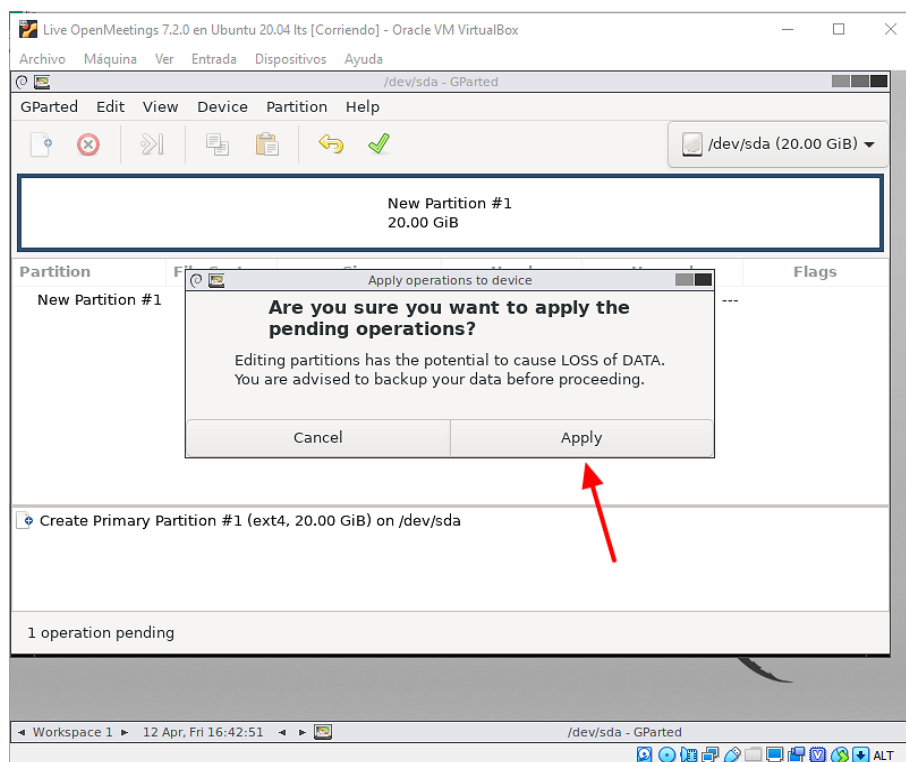 Live OpenMeetings 7.2.0 en Ubuntu 20.04 lts [Corriendo] - Oracle VM VirtualBox
Archivo Máquina Ver Entrada Dispositivos Ayuda
/dev/sda - GParted
GParted Edit View Device Partition Help
/dev/sda (20.00 GiB)
New Partition #1
20.00 GiB
Partition Flags
New Partition #1 ---
Apply operations to device
Are you sure you want to apply the
pending operations?
Editing partitions has the potential to cause LOSS of DATA.
You are advised to backup your data before proceeding.
Cancel Apply
Create Primary Partition #1 (ext4, 20.00 GiB) on /dev/sda
1 operation pending
Workspace 1 12 Apr, Fri 16:42:51 /dev/sda - GParted
ALT